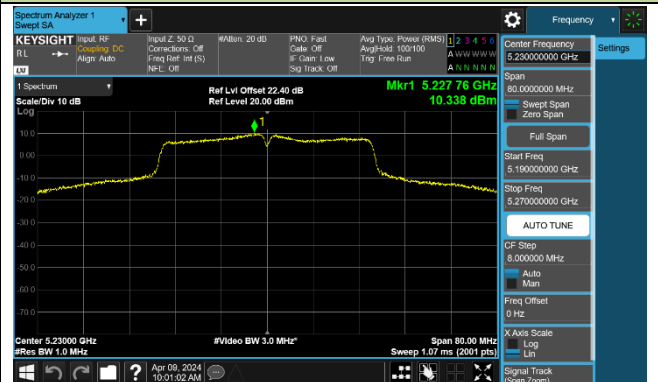 Spectrum Analyzer 1
Swept SA
+
Frequency
KEYSIGHT
RL
LXI
Input: RF
Coupling: DC
Align: Auto
Input Z: 50 Ω
Corrections: Off
Freq Ref: Int (S)
NFE: Off
#Atten: 20 dB
PNO: Fast
Gate: Off
IF Gain: Low
Sig Track: Off
Avg Type: Power (RMS)
Avg|Hold: 100/100
Trig: Free Run
1 2 3 4 5 6
A W W W W W
A N N N N N
1 Spectrum
Scale/Div 10 dB
Log
Ref Lvl Offset 22.40 dB
Ref Level 20.00 dBm
Mkr1 5.227 76 GHz
10.338 dBm
1
10.0
0.00
-10.0
-20.0
-30.0
-40.0
-50.0
-60.0
-70.0
Center 5.23000 GHz
#Res BW 1.0 MHz
#Video BW 3.0 MHz*
Span 80.00 MHz
Sweep 1.07 ms (2001 pts)
Center Frequency
5.230000000 GHz
Settings
Span
80.0000000 MHz
Swept Span
Zero Span
Full Span
Start Freq
5.190000000 GHz
Stop Freq
5.270000000 GHz
AUTO TUNE
CF Step
8.000000 MHz
Auto
Man
Freq Offset
0 Hz
X Axis Scale
Log
Lin
Signal Track
(Span Zoom)
?
Apr 09, 2024
10:01:02 AM